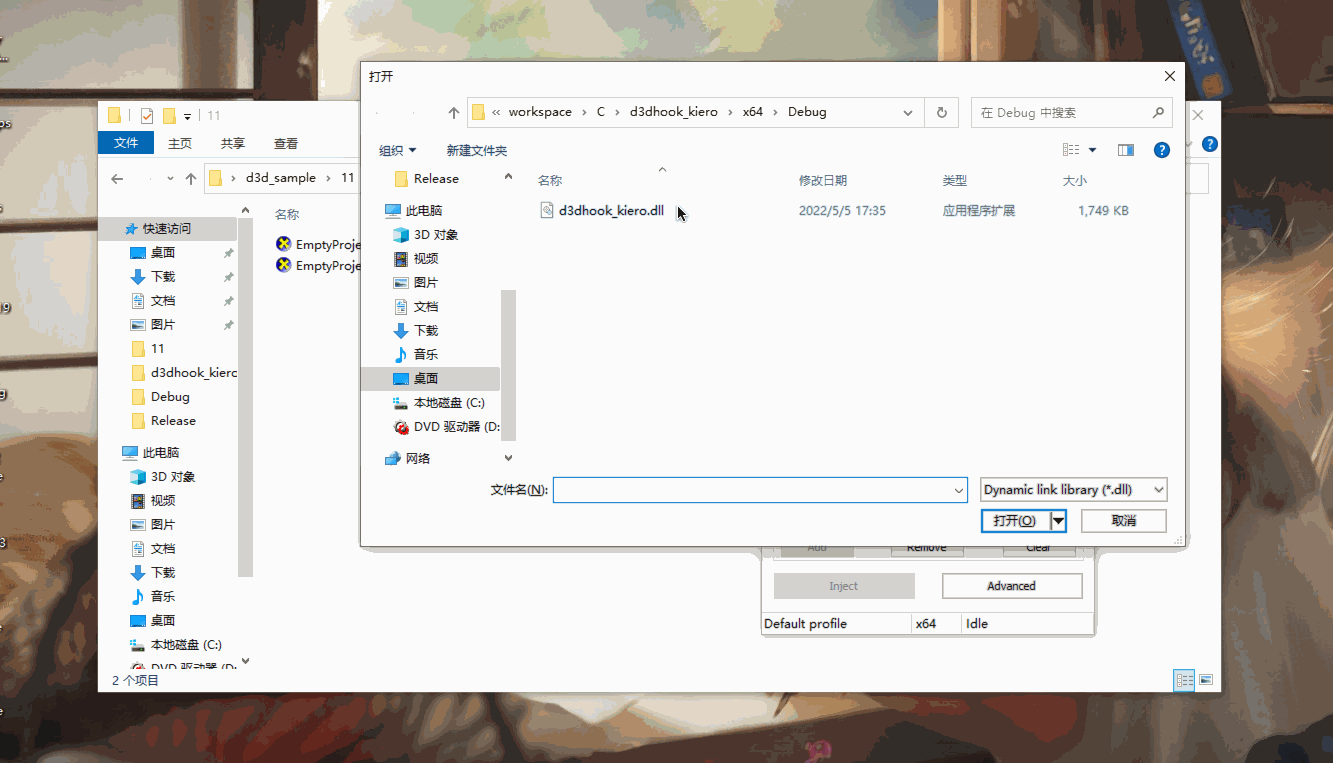 打开
« workspace › C › d3dhook_kiero › x64 › Debug
在 Debug 中搜索
组织
新建文件夹
Release
此电脑
3D 对象
视频
图片
文档
下载
音乐
桌面
本地磁盘 (C:)
DVD 驱动器 (D:
网络
名称 修改日期 类型 大小
d3dhook_kiero.dll 2022/5/5 17:35 应用程序扩展 1,749 KB
文件名(N):
Dynamic link library (*.dll)
打开(O) 取消
11
文件 主页 共享 查看
› d3d_sample › 11
名称
EmptyProje
EmptyProje
快速访问
桌面
下载
文档
图片
11
d3dhook_kiero
Debug
Release
此电脑
3D 对象
视频
图片
文档
下载
音乐
桌面
本地磁盘 (C:)
DVD 驱动器 (D:
2 个项目
Add Remove Clear
Inject Advanced
Default profile x64 Idle